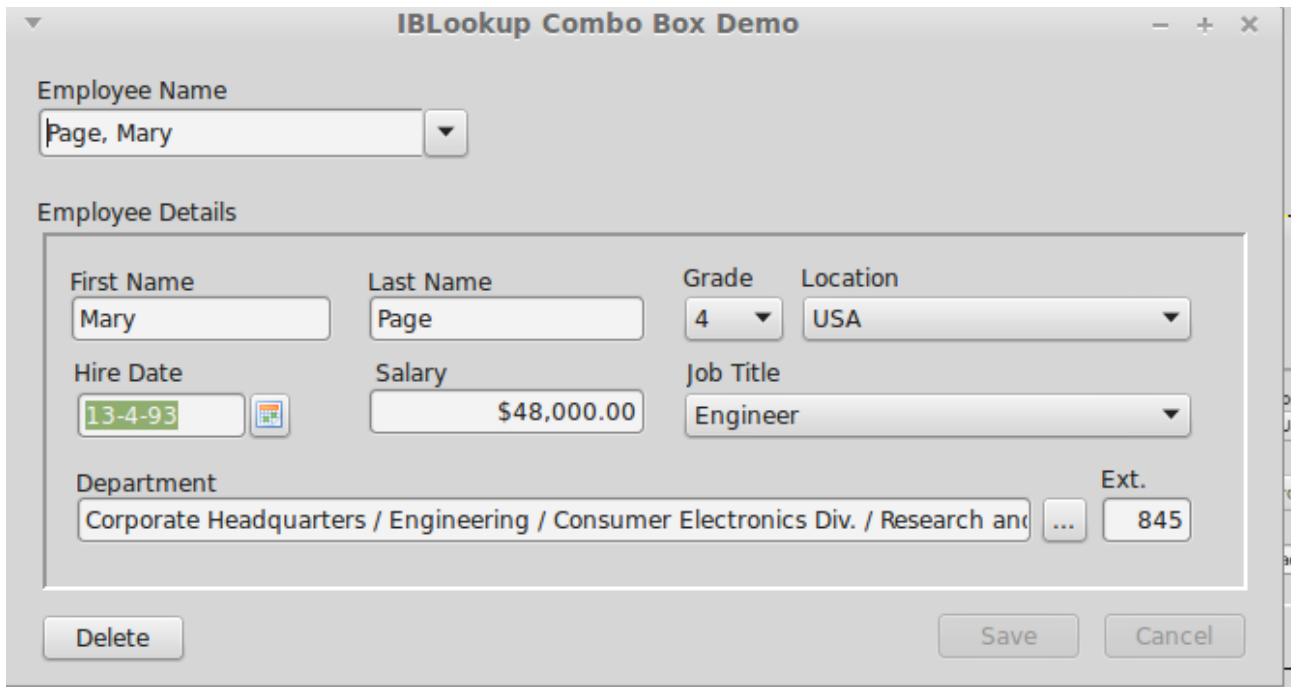 IBLookup Combo Box Demo
Employee Name
Page, Mary
Employee Details
First Name Last Name Grade Location
Mary Page 4 USA
Hire Date Salary Job Title
13-4-93 $48,000.00 Engineer
Department Ext.
Corporate Headquarters / Engineering / Consumer Electronics Div. / Research and ... 845
Delete Save Cancel